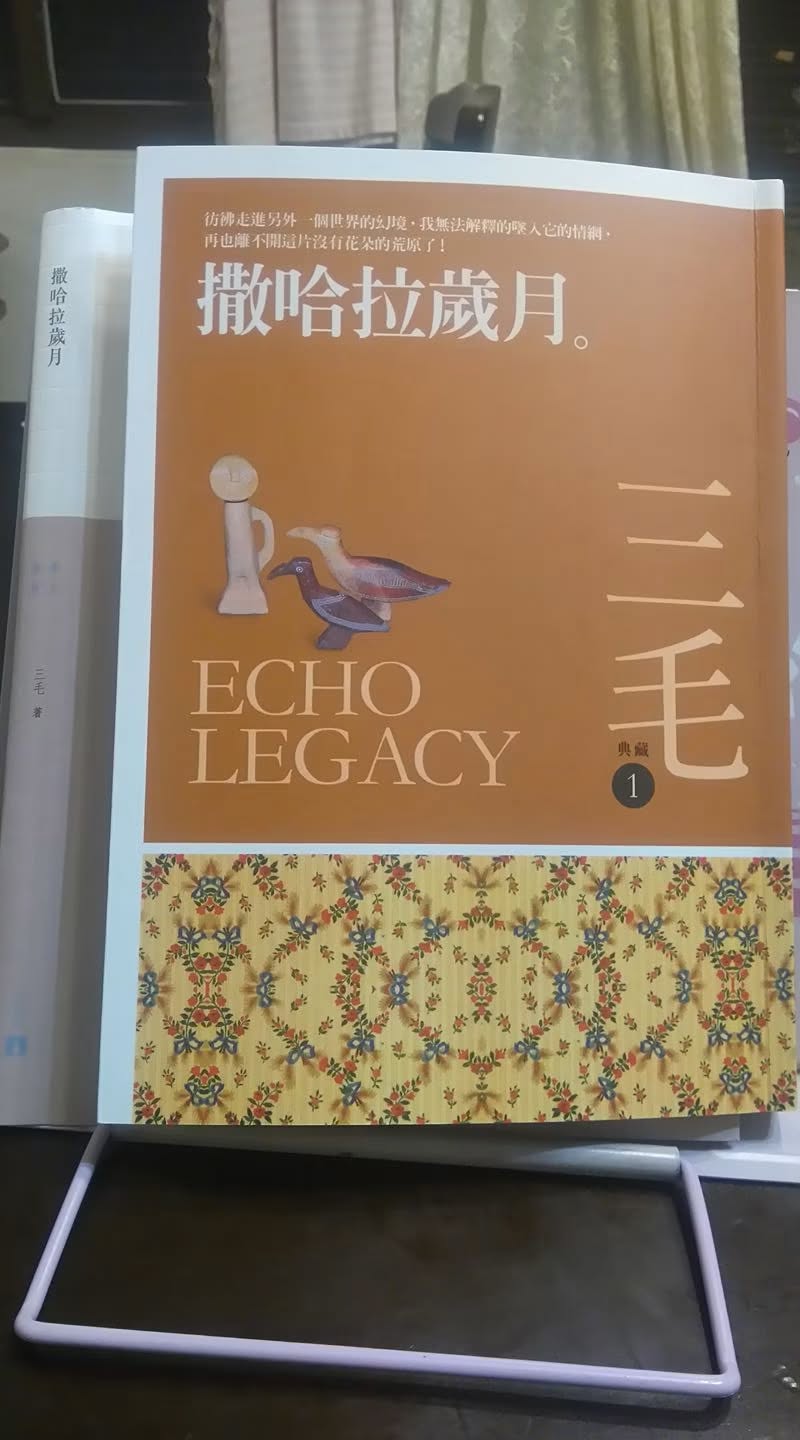 彷彿走進另外一個世界的幻境，我無法解釋的墜入它的情網，
再也離不開這片沒有花朵的荒原了！
撒哈拉歲月。
三毛
典藏
1
ECHO
LEGACY
撒哈拉歲月
三毛 著